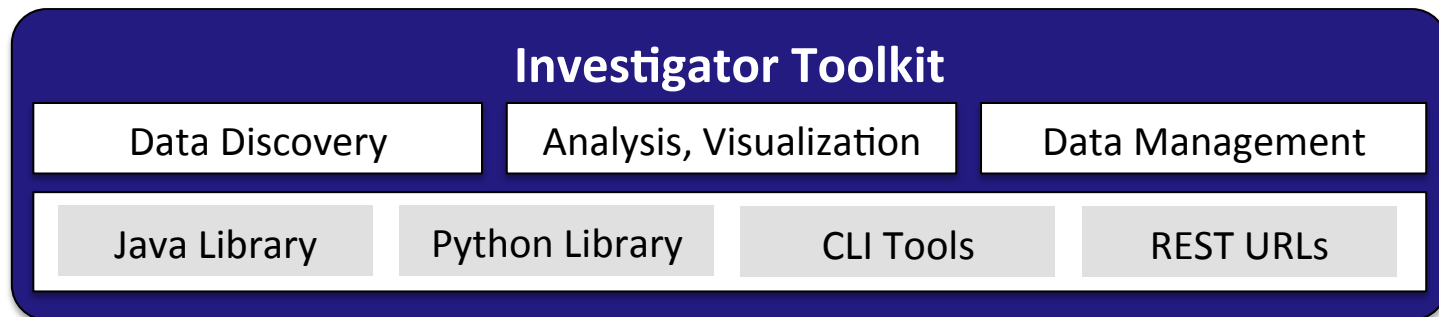 Investigator Toolkit
Data Discovery
Analysis, Visualization
Data Management
Java Library
Python Library
CLI Tools
REST URLs